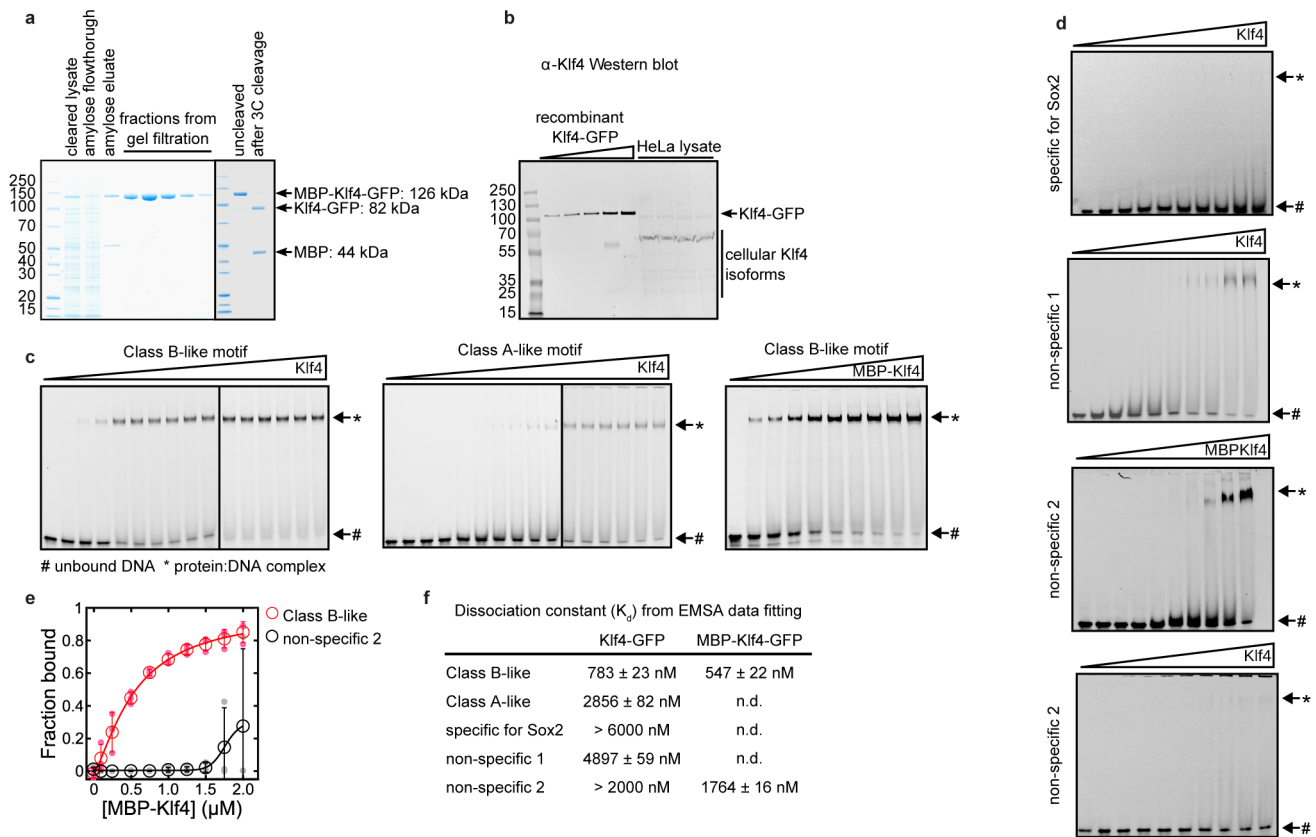 a
cleared lysate
amylose flowthorugh
amylose eluate
fractions from
gel filtration
uncleaved
after 3C cleavage
250
150
100
70
50
40
30
20
15
MBP-Klf4-GFP: 126 kDa
Klf4-GFP: 82 kDa
MBP: 44 kDa
b
α-Klf4 Western blot
recombinant
Klf4-GFP
HeLa lysate
250
130
100
70
55
35
25
15
Klf4-GFP
cellular Klf4
isoforms
c
Class B-like motif
Klf4
*
#
Class A-like motif
Klf4
*
#
Class B-like motif
MBP-Klf4
*
#
# unbound DNA * protein:DNA complex
d
specific for Sox2
Klf4
*
#
non-specific 1
Klf4
*
#
non-specific 2
MBPKlf4
*
#
non-specific 2
Klf4
*
#
e
Fraction bound
1
0.8
0.6
0.4
0.2
0
0
0.5
1.0
1.5
2.0
[MBP-Klf4] (µM)
Class B-like
non-specific 2
f
Dissociation constant (Kd) from EMSA data fitting
Klf4-GFP MBP-Klf4-GFP
Class B-like 783 ± 23 nM 547 ± 22 nM
Class A-like 2856 ± 82 nM n.d.
specific for Sox2 > 6000 nM n.d.
non-specific 1 4897 ± 59 nM n.d.
non-specific 2 > 2000 nM 1764 ± 16 nM